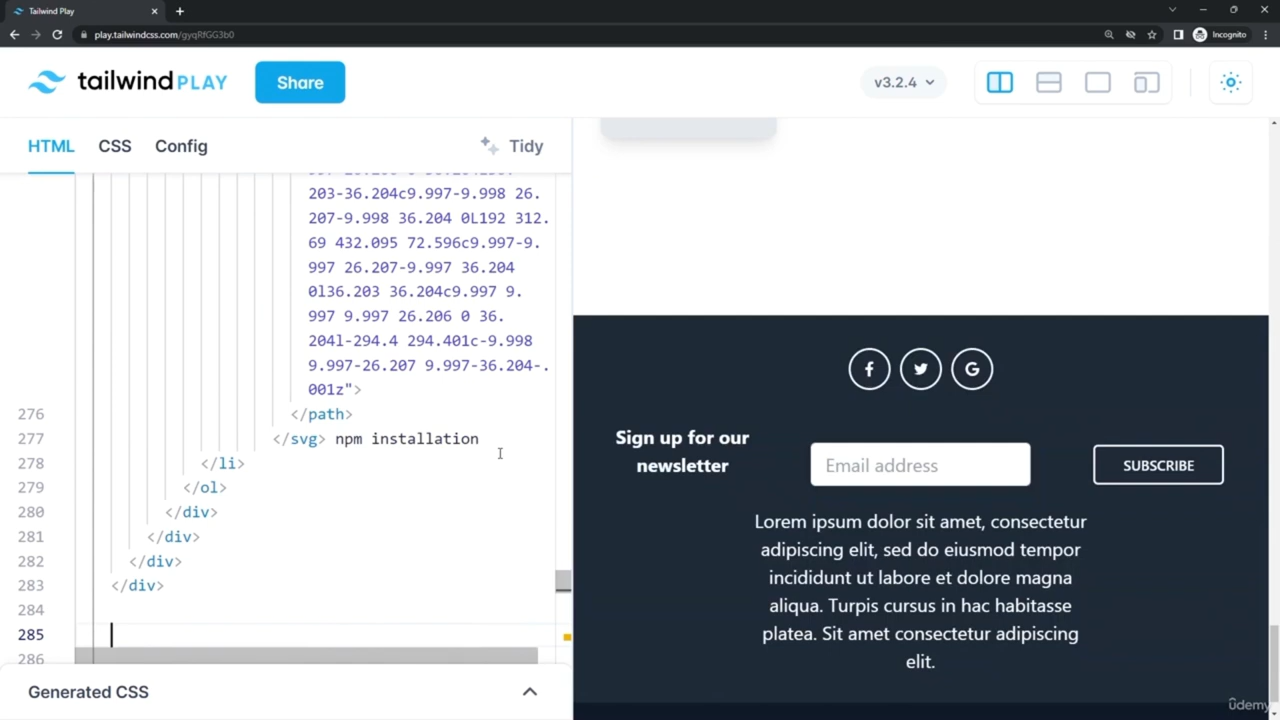 Tailwind Play
play.tailwindcss.com/gyqRfGG3b0
Incognito
tailwindPLAY
Share
v3.2.4
HTML
CSS
Config
Tidy
203-36.204c9.997-9.998 26.
207-9.998 36.204 0L192 312.
69 432.095 72.596c9.997-9.
997 26.207-9.997 36.204
0l36.203 36.204c9.997 9.
997 9.997 26.206 0 36.
204l-294.4 294.401c-9.998
9.997-26.207 9.997-36.204-.
001z">
276 </path>
277 </svg> npm installation
278 </li>
279 </ol>
280 </div>
281 </div>
282 </div>
283 </div>
284
285
286
Generated CSS
Sign up for our
newsletter
Email address
SUBSCRIBE
Lorem ipsum dolor sit amet, consectetur
adipiscing elit, sed do eiusmod tempor
incididunt ut labore et dolore magna
aliqua. Turpis cursus in hac habitasse
platea. Sit amet consectetur adipiscing
elit.
ûdemy